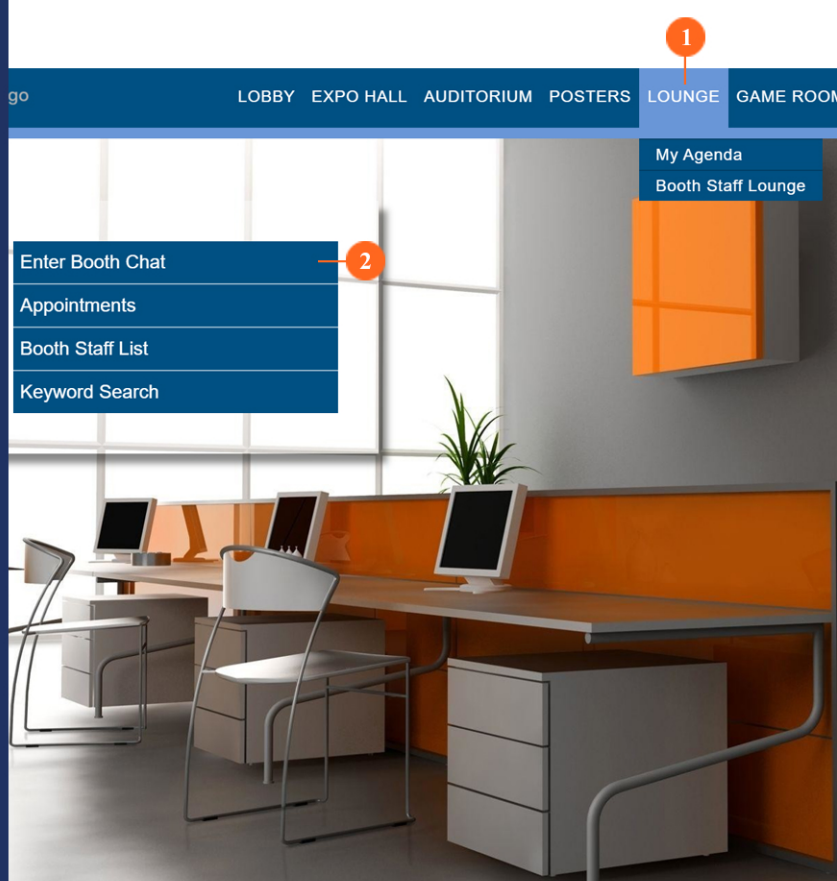 1
go
LOBBY EXPO HALL AUDITORIUM POSTERS LOUNGE GAME ROOM
My Agenda
Booth Staff Lounge
Enter Booth Chat
2
Appointments
Booth Staff List
Keyword Search